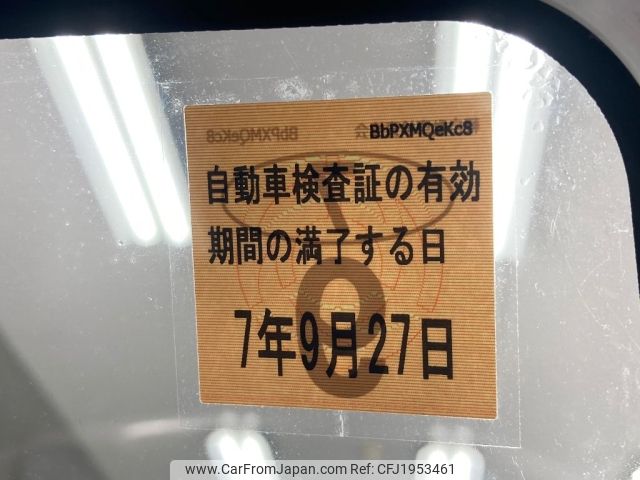 BbPXMQeKc8
自動車検査証の有効
期間の満了する日
7年9月27日
www.CarFromJapan.com Ref-ID: CFJ1953461